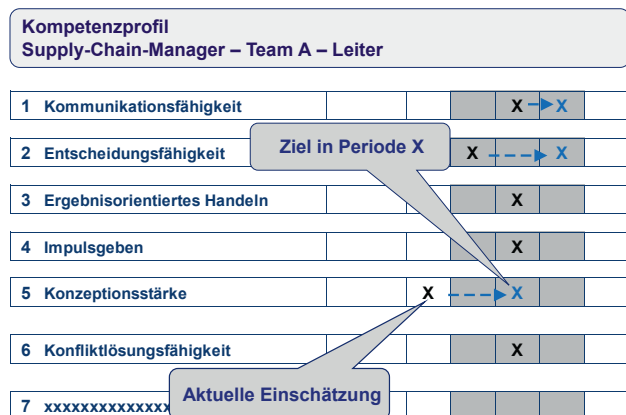 Kompetenzprofil
Supply-Chain-Manager – Team A – Leiter
1 Kommunikationsfähigkeit X X
2 Entscheidungsfähigkeit X X
Ziel in Periode X
3 Ergebnisorientiertes Handeln X
4 Impulsgeben X
5 Konzeptionsstärke X X
6 Konfliktlösungsfähigkeit X
Aktuelle Einschätzung
7 xxxxxxxxxxxxxx